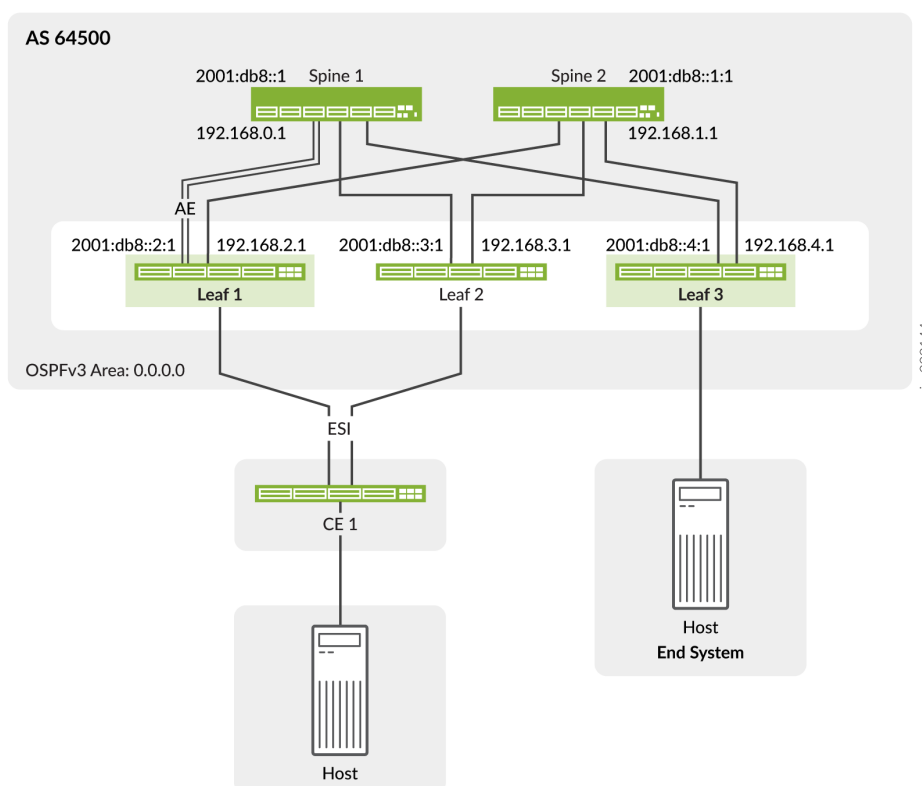 AS 64500
2001:db8::1 Spine 1
Spine 2 2001:db8::1:1
192.168.0.1
192.168.1.1
AE
2001:db8::2:1 192.168.2.1
2001:db8::3:1 192.168.3.1
2001:db8::4:1 192.168.4.1
Leaf 1
Leaf 2
Leaf 3
OSPFv3 Area: 0.0.0.0
ESI
CE 1
Host
End System
Host